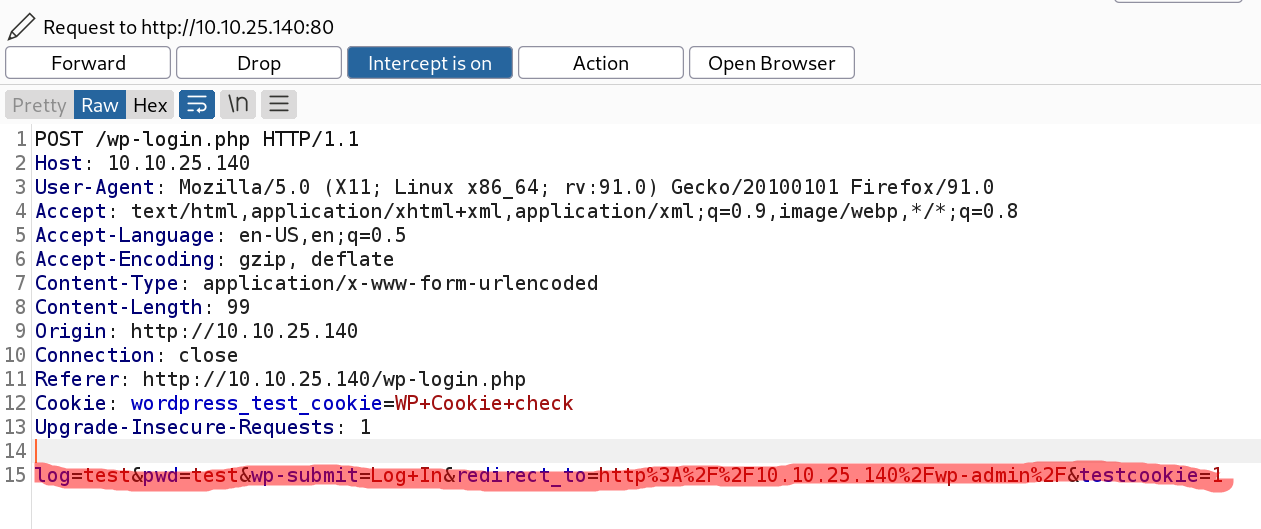 Request to http://10.10.25.140:80
Forward Drop Intercept is on Action Open Browser
Pretty Raw Hex \n
1 POST /wp-login.php HTTP/1.1
2 Host: 10.10.25.140
3 User-Agent: Mozilla/5.0 (X11; Linux x86_64; rv:91.0) Gecko/20100101 Firefox/91.0
4 Accept: text/html,application/xhtml+xml,application/xml;q=0.9,image/webp,*/*;q=0.8
5 Accept-Language: en-US,en;q=0.5
6 Accept-Encoding: gzip, deflate
7 Content-Type: application/x-www-form-urlencoded
8 Content-Length: 99
9 Origin: http://10.10.25.140
10 Connection: close
11 Referer: http://10.10.25.140/wp-login.php
12 Cookie: wordpress_test_cookie=WP+Cookie+check
13 Upgrade-Insecure-Requests: 1
14
15 log=test&pwd=test&wp-submit=Log+In&redirect_to=http%3A%2F%2F10.10.25.140%2Fwp-admin%2F&testcookie=1